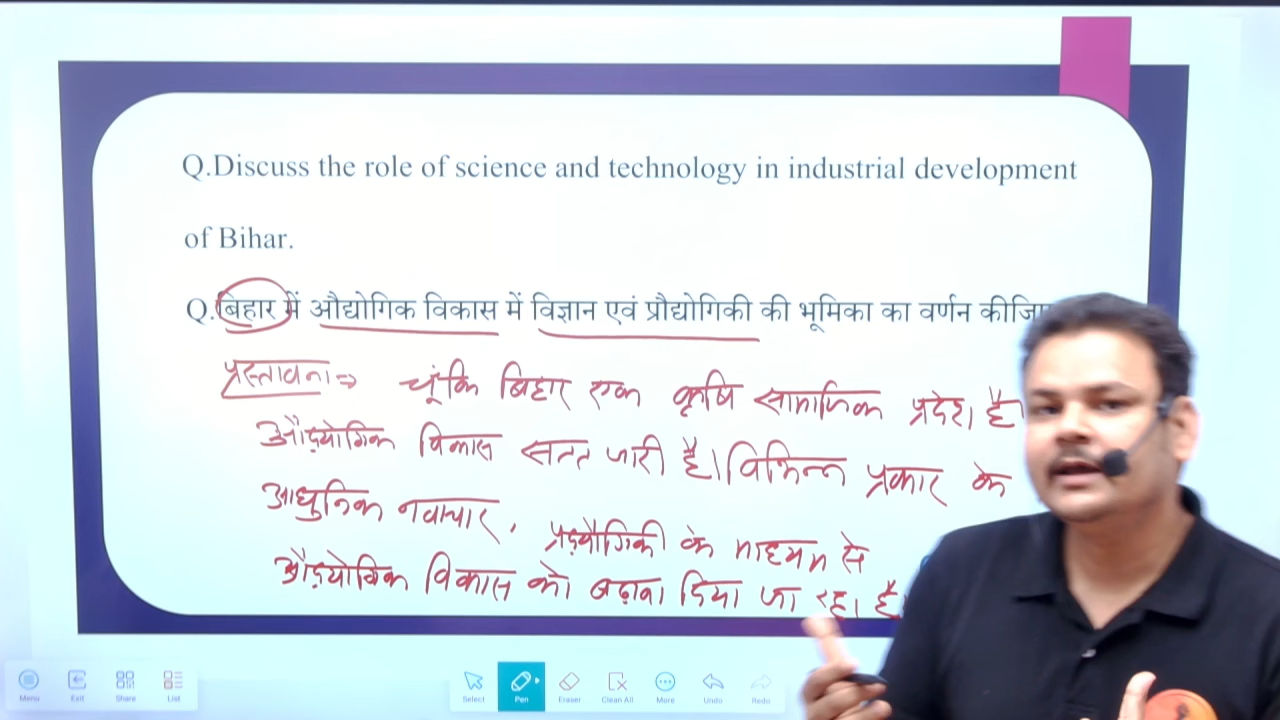 Q.Discuss the role of science and technology in industrial development
of Bihar.
Q.बिहार में औद्योगिक विकास में विज्ञान एवं प्रौद्योगिकी की भूमिका का वर्णन
प्रस्तावना⇒ चूंकि बिहार एक कृषि सामाजिक प्रदेश है
औद्योगिक विकास सतत जारी है। विभिन्न प्रकार के
आधुनिक नवाचार, प्रद्यौगिकी के माध्यम से
औद्योगिक विकास को बढ़ावा दिया जा रहा है
Menu Exit Share List Select Pen Eraser Clean All More Undo Redo